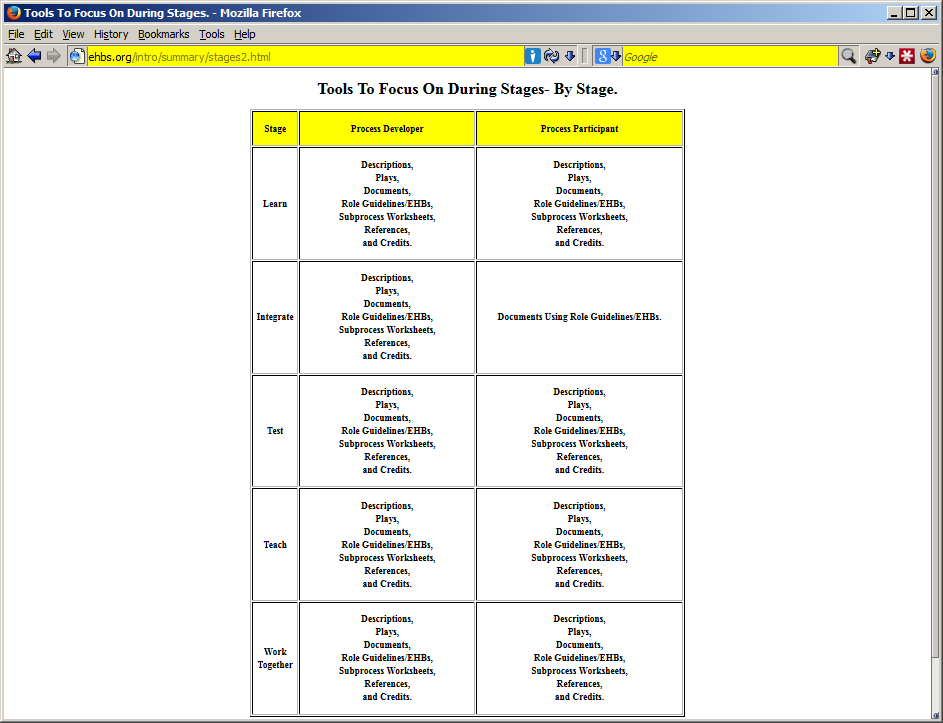 Tools To Focus On During Stages. - Mozilla Firefox
File Edit View History Bookmarks Tools Help
ehbs.org/intro/summary/stages2.html
Google
Tools To Focus On During Stages- By Stage.
Stage Process Developer Process Participant
Learn
Descriptions,
Plays,
Documents,
Role Guidelines/EHBs,
Subprocess Worksheets,
References,
and Credits.
Descriptions,
Plays,
Documents,
Role Guidelines/EHBs,
Subprocess Worksheets,
References,
and Credits.
Integrate
Descriptions,
Plays,
Documents,
Role Guidelines/EHBs,
Subprocess Worksheets,
References,
and Credits.
Documents Using Role Guidelines/EHBs.
Test
Descriptions,
Plays,
Documents,
Role Guidelines/EHBs,
Subprocess Worksheets,
References,
and Credits.
Descriptions,
Plays,
Documents,
Role Guidelines/EHBs,
Subprocess Worksheets,
References,
and Credits.
Teach
Descriptions,
Plays,
Documents,
Role Guidelines/EHBs,
Subprocess Worksheets,
References,
and Credits.
Descriptions,
Plays,
Documents,
Role Guidelines/EHBs,
Subprocess Worksheets,
References,
and Credits.
Work
Together
Descriptions,
Plays,
Documents,
Role Guidelines/EHBs,
Subprocess Worksheets,
References,
and Credits.
Descriptions,
Plays,
Documents,
Role Guidelines/EHBs,
Subprocess Worksheets,
References,
and Credits.